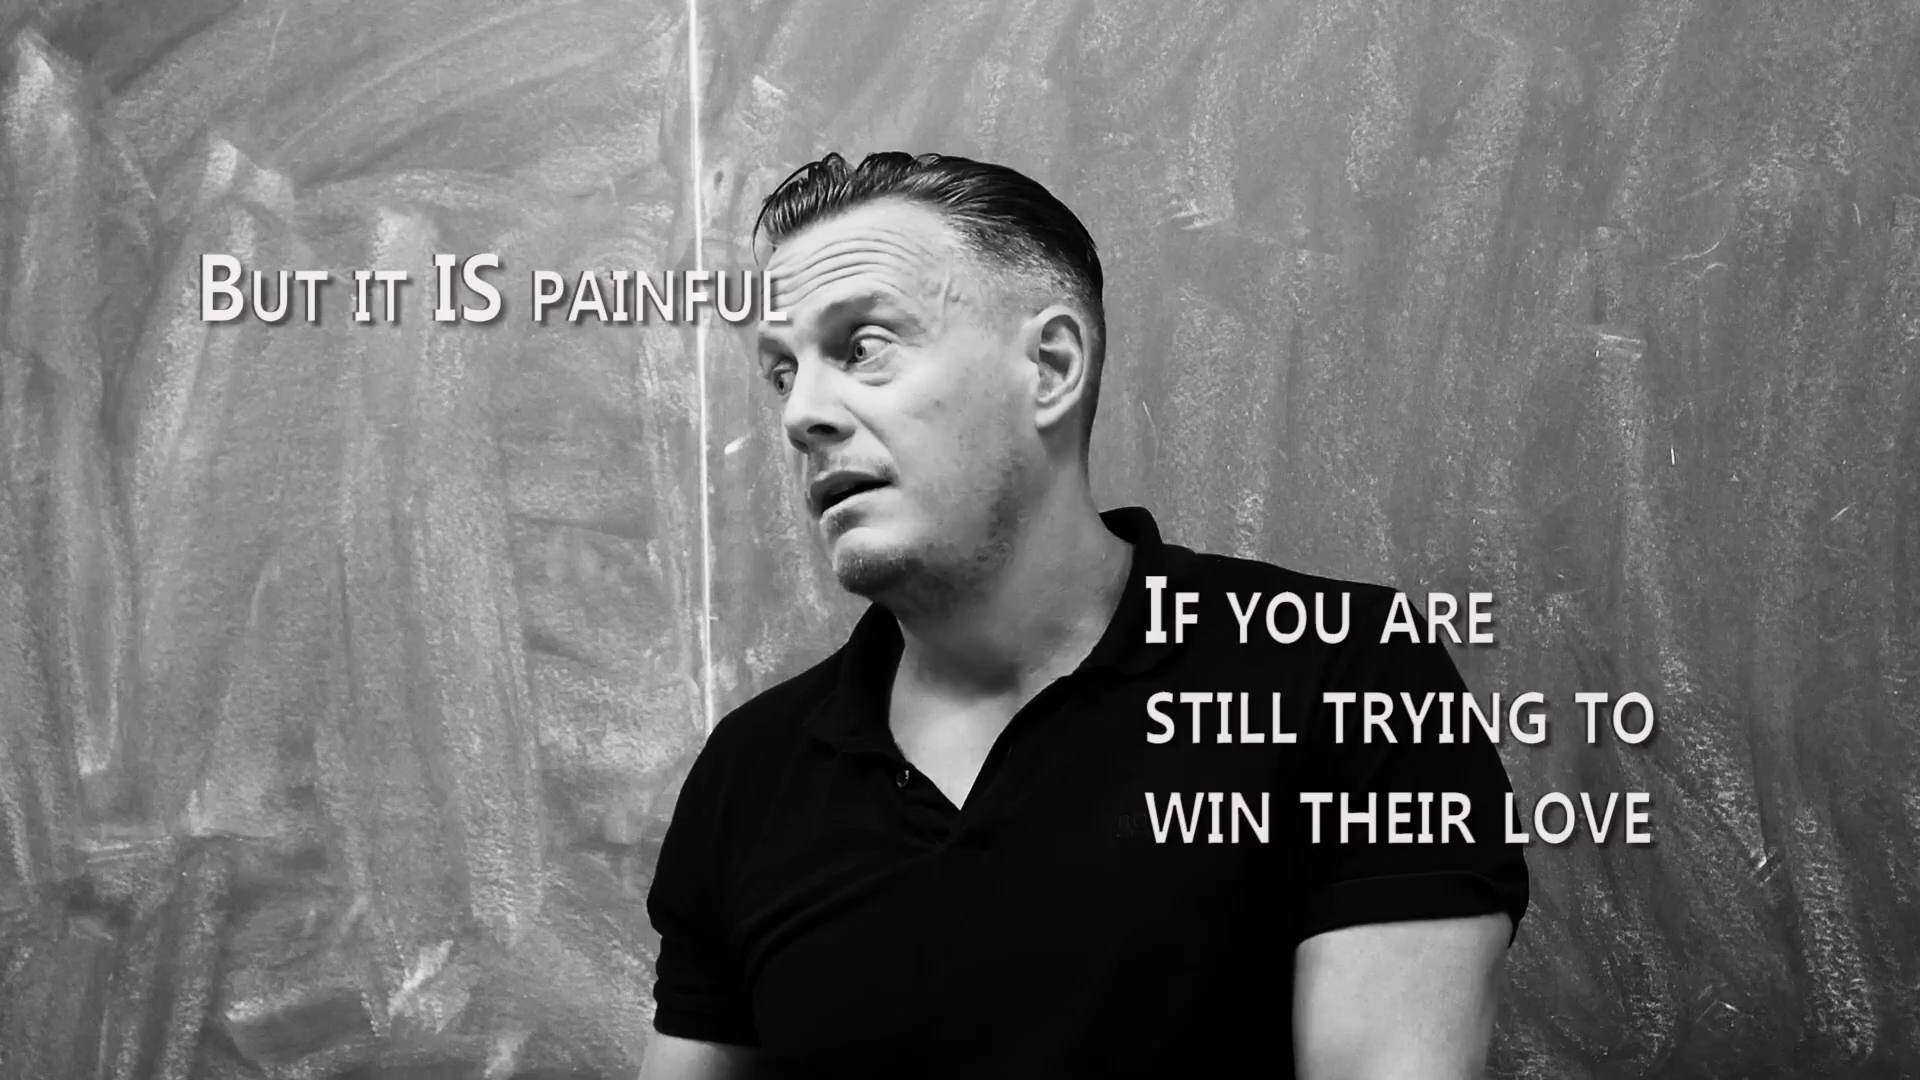 But it IS painful
If you are
still trying to
win their love